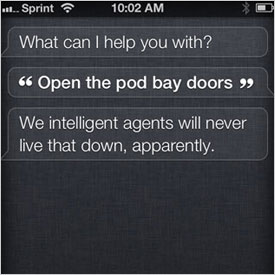 Sprint 10:02 AM
What can I help you with?
“ Open the pod bay doors ”
We intelligent agents will never
live that down, apparently.